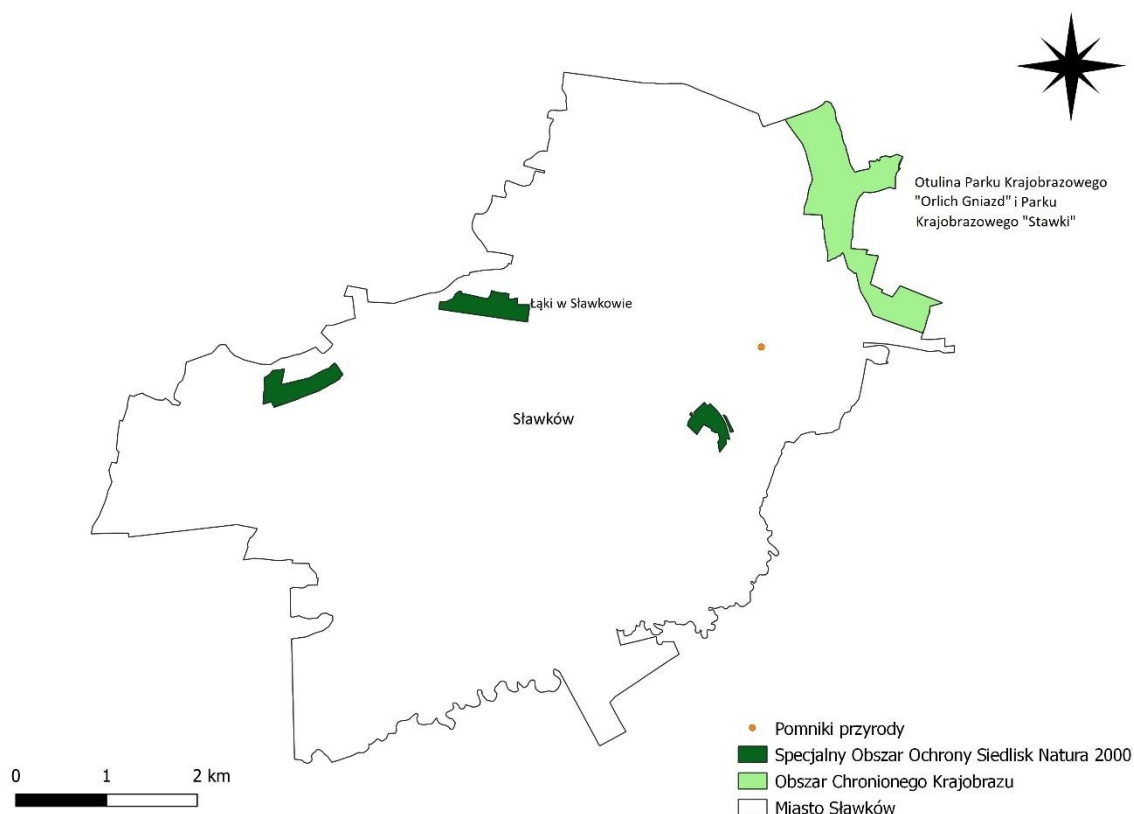 Otulina Parku Krajobrazowego
"Orlich Gniazd" i Parku
Krajobrazowego "Stawki"
Łąki w Sławkowie
Sławków
Pomniki przyrody
Specjalny Obszar Ochrony Siedlisk Natura 2000
Obszar Chronionego Krajobrazu
Miasto Sławków
0 1 2 km